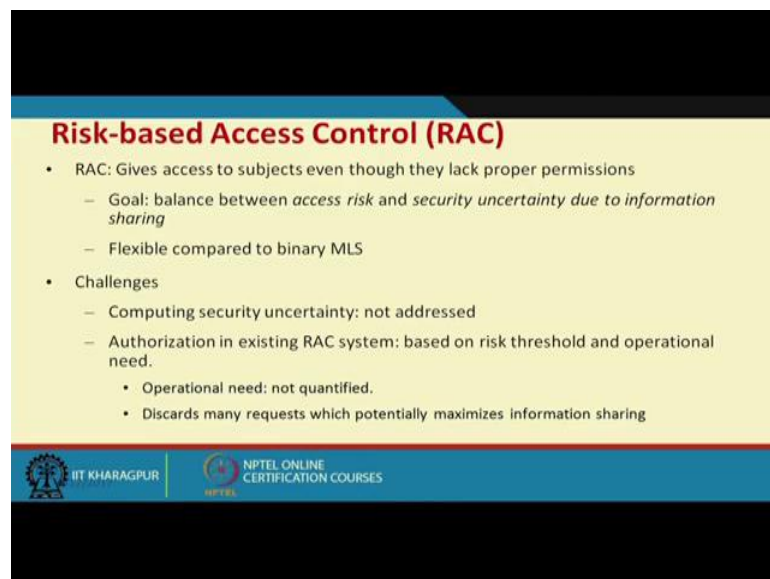 Risk-based Access Control (RAC)
• RAC: Gives access to subjects even though they lack proper permissions
– Goal: balance between access risk and security uncertainty due to information
sharing
– Flexible compared to binary MLS
• Challenges
– Computing security uncertainty: not addressed
– Authorization in existing RAC system: based on risk threshold and operational
need.
• Operational need: not quantified.
• Discards many requests which potentially maximizes information sharing
IIT KHARAGPUR
NPTEL
NPTEL ONLINE
CERTIFICATION COURSES